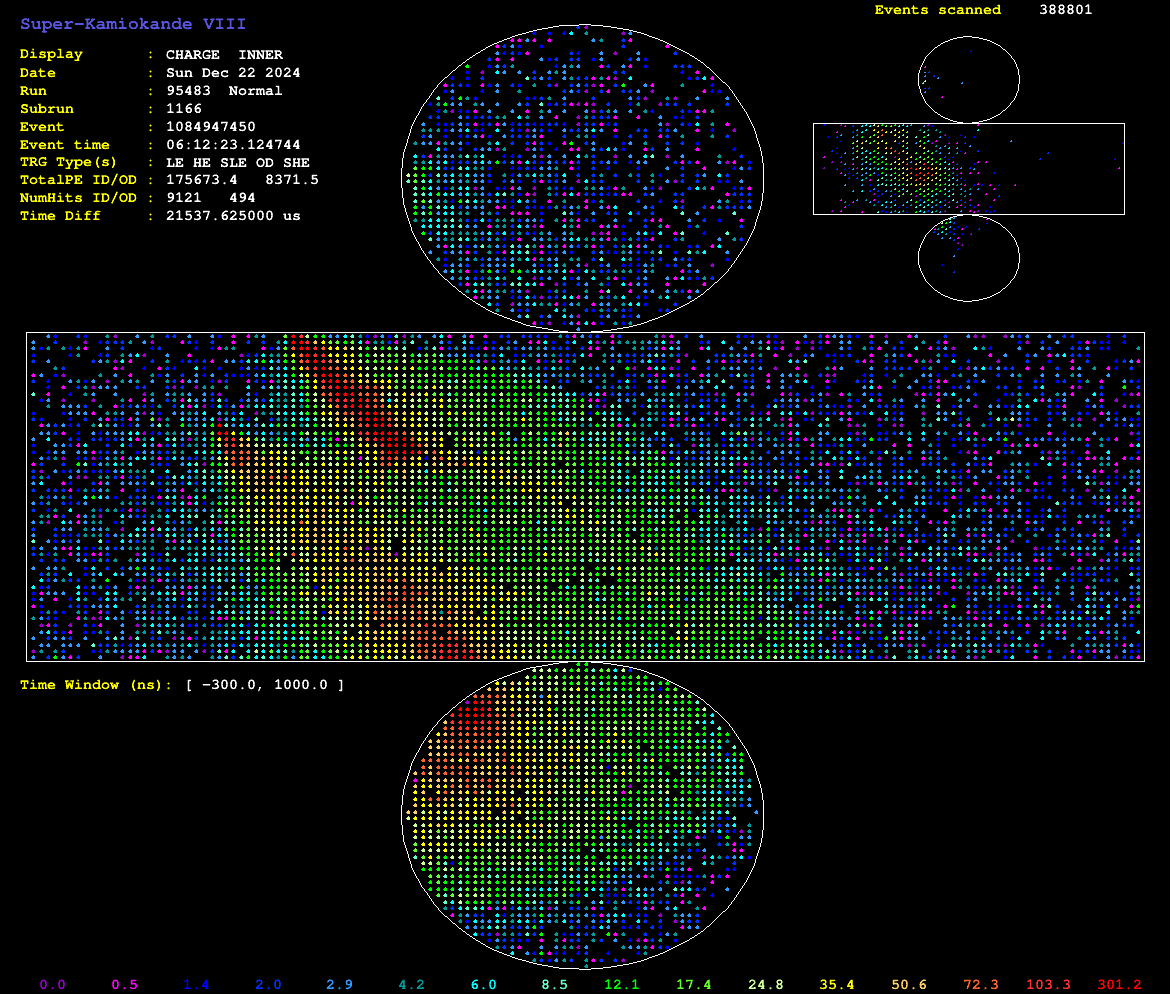 Super-Kamiokande VIII
Display : CHARGE INNER
Date : Sun Dec 22 2024
Run : 95483 Normal
Subrun : 1166
Event : 1084947450
Event time : 06:12:23.124744
TRG Type(s) : LE HE SLE OD SHE
TotalPE ID/OD : 175673.4 8371.5
NumHits ID/OD : 9121 494
Time Diff : 21537.625000 us
Events scanned 388801
Time Window (ns): [ −300.0, 1000.0 ]
0.0 0.5 1.4 2.0 2.9 4.2 6.0 8.5 12.1 17.4 24.8 35.4 50.6 72.3 103.3 301.2